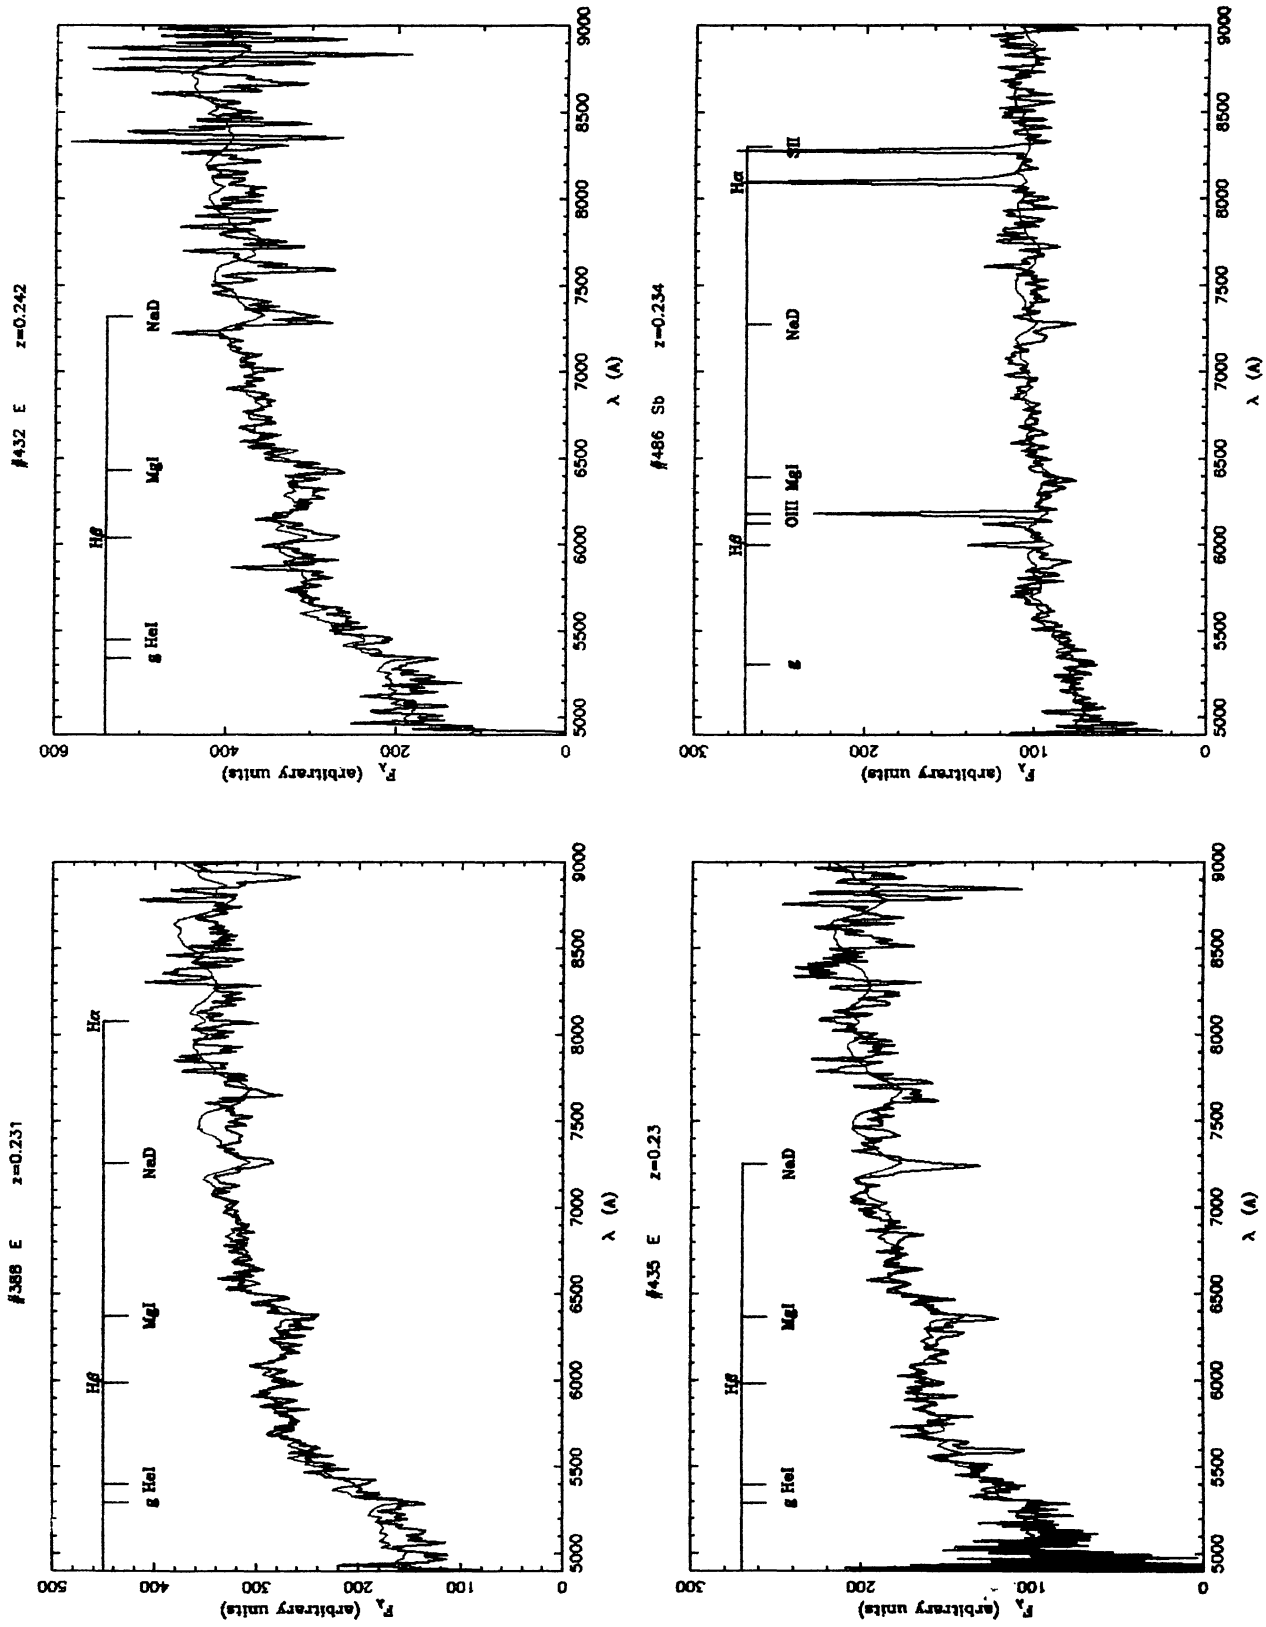 #388 E z=0.231
Hβ Hα
g HeI MgI NaD
F_λ (arbitrary units)
0 100 200 300 400 500
5000 5500 6000 6500 7000 7500 8000 8500 9000
λ (A)
#432 E z=0.242
Hβ
g HeI MgI NaD
F_λ (arbitrary units)
0 200 400 600
5000 5500 6000 6500 7000 7500 8000 8500 9000
λ (A)
#435 E z=0.23
Hβ
g HeI MgI NaD
F_λ (arbitrary units)
0 100 200 300
5000 5500 6000 6500 7000 7500 8000 8500 9000
λ (A)
#486 Sb z=0.234
Hβ Hα
g OIII MgI NaD SII
F_λ (arbitrary units)
0 100 200 300
5000 5500 6000 6500 7000 7500 8000 8500 9000
λ (A)